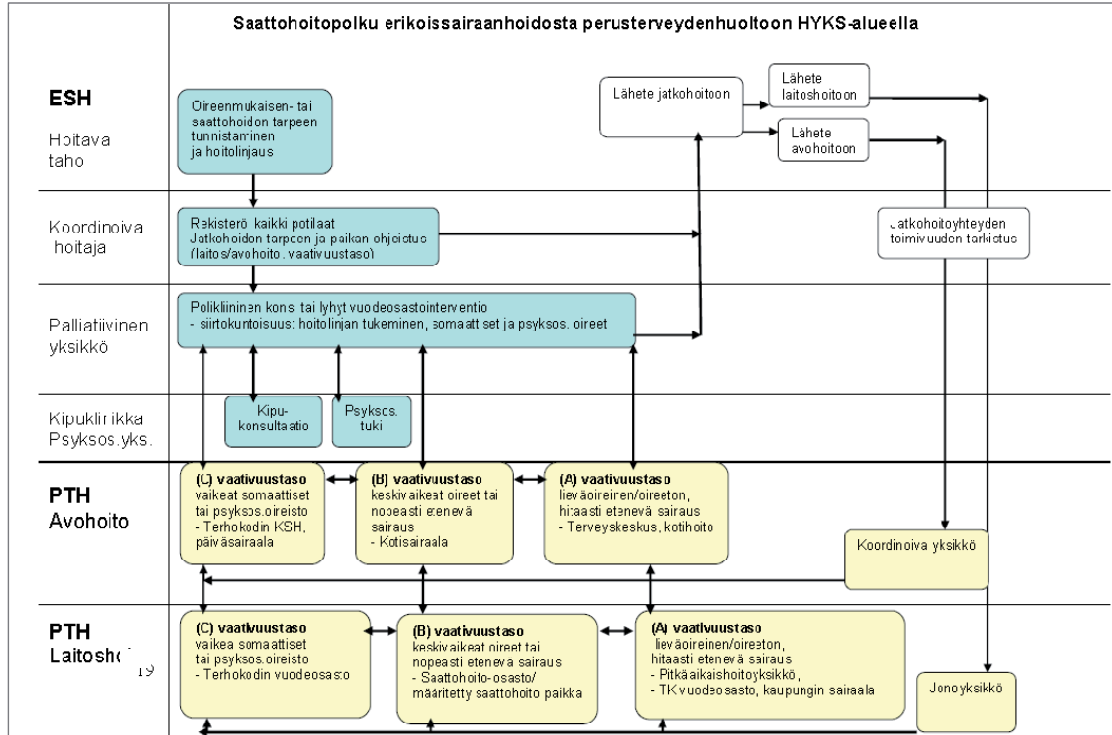 Saattohoitopolku erikoissairaanhoidosta perusterveydenhuoltoon HYKS-alueella
ESH
Hoitava
taho
Oireenmukaisen- tai
saattohoidon tarpeen
tunnistaminen
ja hoitolinjaus
Lähete jatkohoitoon
Lähete
laitoshoitoon
Lähete
avohoitoon
Koordinoiva
hoitaja
Rekisterö kaikki potilaat
Jatkohoidon tarpeen ja paikan ohjeistus
(laitos/avohoito, vaativuustaso)
Jatkohoitoyhteyden
toimivuuden tarkistus
Palliatiivinen
yksikkö
Polikliininen kons. tai lyhyt vuodeosastointerventio
- siirtokuntoisuus: hoitolinjan tukeminen, somaattiset ja psyksos. oireet
Kipuklinikka
Psyksos.yks.
Kipu-
konsultaatio
Psyksos.
tuki
PTH
Avohoito
(C) vaativuustaso
vaikeat somaattiset
tai psyksos.oireisto
- Terhokodin KSH,
päiväsairaala
(B) vaativuustaso
keskivaikeat oireet tai
nopeasti etenevä
sairaus
- Kotisairaala
(A) vaativuustaso
lieväoireinen/oireeton,
hitaasti etenevä sairaus
- Terveyskeskus, kotihoito
Koordinoiva yksikkö
PTH
Laitosho
19
(C) vaativuustaso
vaikea somaattiset
tai psyksos.oireisto
- Terhokodin vuodeosasto
(B) vaativuustaso
keskivaikeat oireet tai
nopeasti etenevä sairaus
- Saattohoito-osasto/
määritetty saattohoito paikka
(A) vaativuustaso
lieväoireinen/oireeton,
hitaasti etenevä sairaus
- Pitkäaikaishoitoyksikkö,
- TK vuodeosasto, kaupungin sairaala
Jonoyksikkö